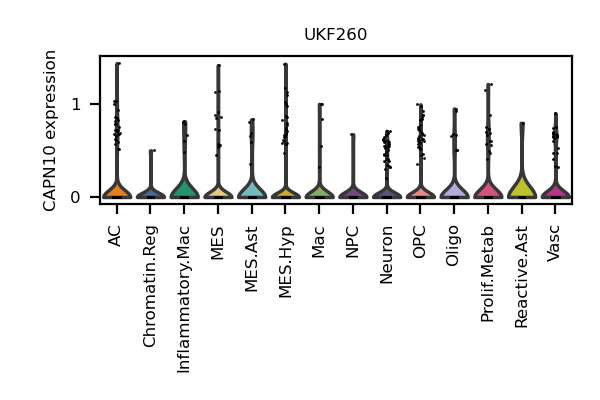 UKF260
CAPN10 expression
1
0
AC
Chromatin.Reg
Inflammatory.Mac
MES
MES.Ast
MES.Hyp
Mac
NPC
Neuron
OPC
Oligo
Prolif.Metab
Reactive.Ast
Vasc